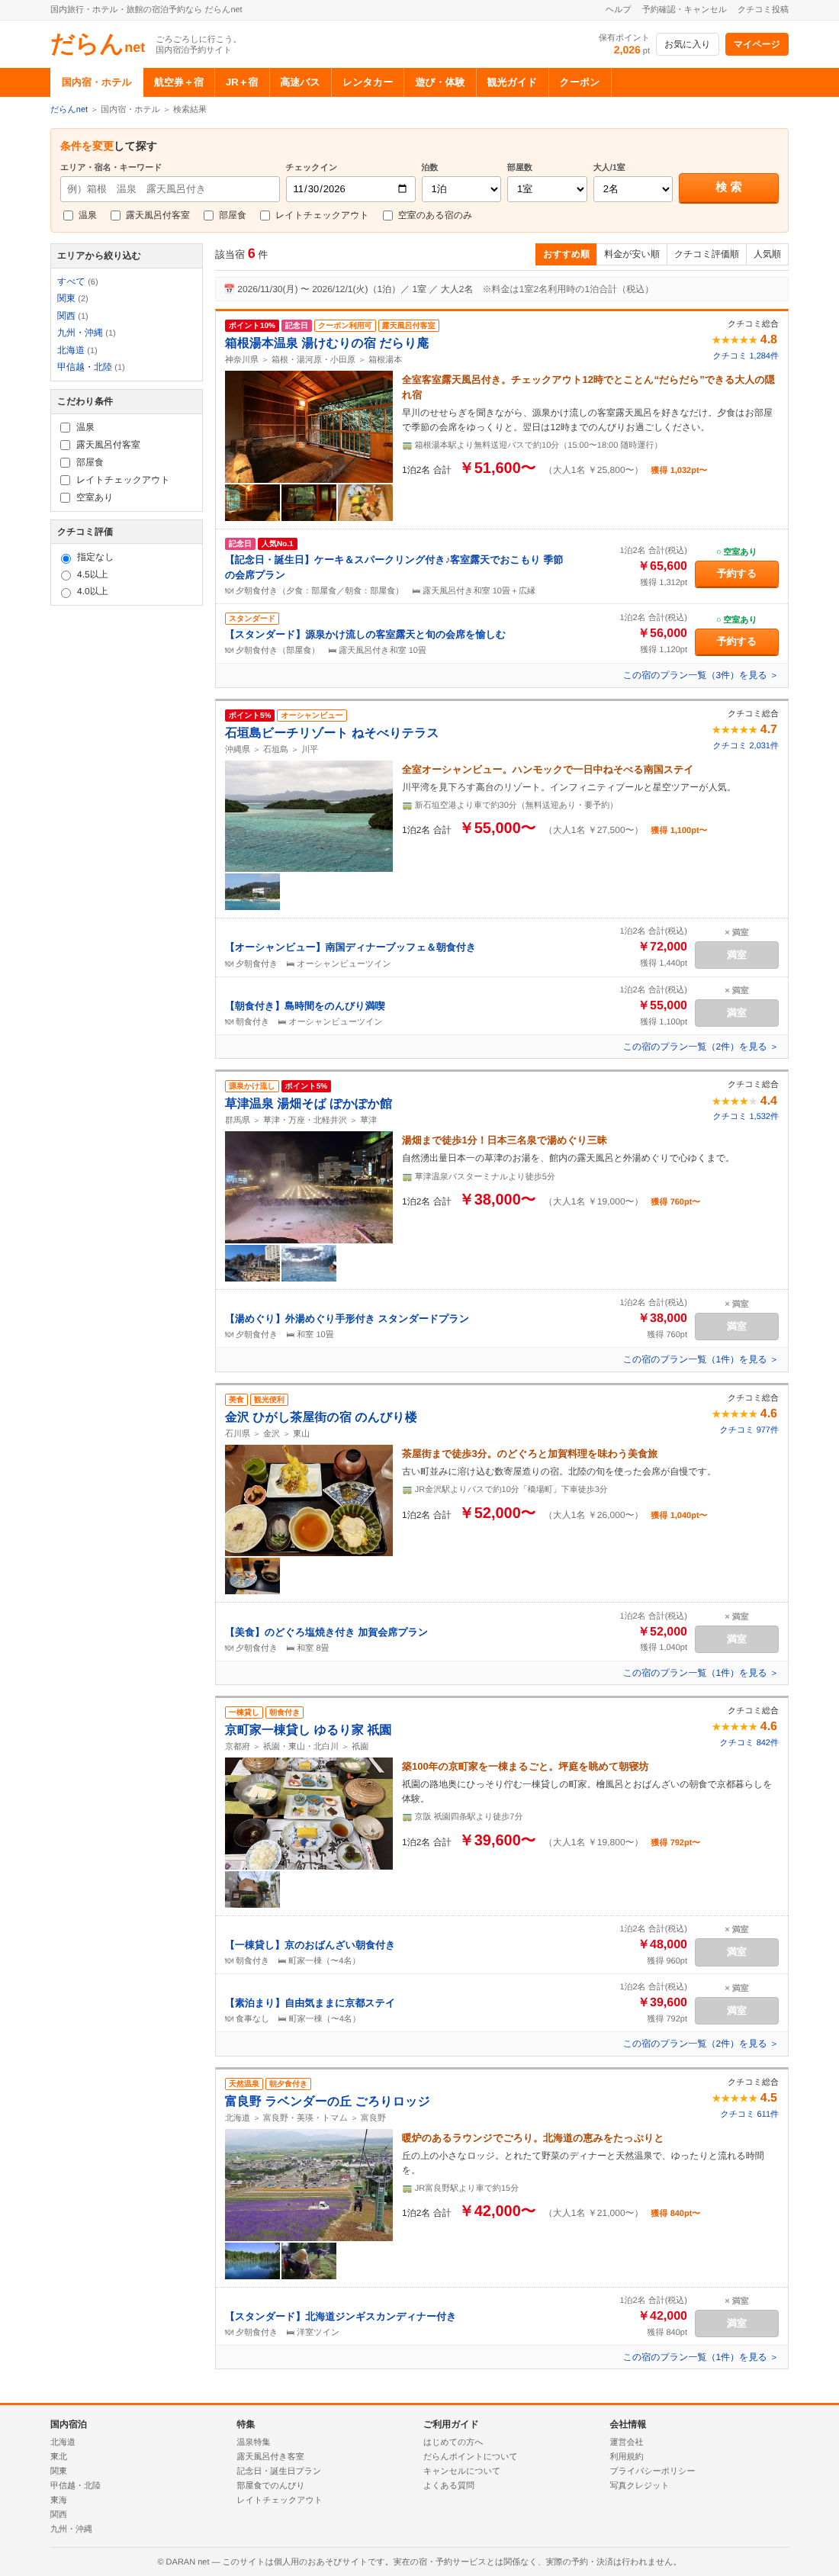 国内旅行・ホテル・旅館の宿泊予約なら だらんnet
ヘルプ 予約確認・キャンセル クチコミ投稿
だらんnet
ごろごろしに行こう。
国内宿泊予約サイト
保有ポイント
2,026 pt
お気に入り
マイページ
国内宿・ホテル 航空券＋宿 JR＋宿 高速バス レンタカー 遊び・体験 観光ガイド クーポン
だらんnet ＞ 国内宿・ホテル ＞ 検索結果
条件を変更して探す
エリア・宿名・キーワード チェックイン 泊数 部屋数 大人/1室
例）箱根 温泉 露天風呂付き 11/30/2026 1泊 1室 2名 検 索
温泉 露天風呂付客室 部屋食 レイトチェックアウト 空室のある宿のみ
エリアから絞り込む
すべて (6)
関東 (2)
関西 (1)
九州・沖縄 (1)
北海道 (1)
甲信越・北陸 (1)
こだわり条件
温泉
露天風呂付客室
部屋食
レイトチェックアウト
空室あり
クチコミ評価
指定なし
4.5以上
4.0以上
該当宿 6 件
おすすめ順 料金が安い順 クチコミ評価順 人気順
📅 2026/11/30(月) 〜 2026/12/1(火)（1泊）／ 1室 ／ 大人2名 ※料金は1室2名利用時の1泊合計（税込）
ポイント10% 記念日 クーポン利用可 露天風呂付客室
箱根湯本温泉 湯けむりの宿 だらり庵
神奈川県 ＞ 箱根・湯河原・小田原 ＞ 箱根湯本
クチコミ総合
★★★★★ 4.8
クチコミ 1,284件
全室客室露天風呂付き。チェックアウト12時でとことん“だらだら”できる大人の隠れ宿
早川のせせらぎを聞きながら、源泉かけ流しの客室露天風呂を好きなだけ。夕食はお部屋で季節の会席をゆっくりと。翌日は12時までのんびりお過ごしください。
🚃 箱根湯本駅より無料送迎バスで約10分（15:00〜18:00 随時運行）
1泊2名 合計 ￥51,600〜 （大人1名 ￥25,800〜） 獲得 1,032pt〜
記念日 人気No.1
【記念日・誕生日】ケーキ＆スパークリング付き♪客室露天でおこもり 季節の会席プラン
🍽 夕朝食付き（夕食：部屋食／朝食：部屋食） 🛏 露天風呂付き和室 10畳＋広縁
1泊2名 合計(税込)
￥65,600
獲得 1,312pt
○ 空室あり
予約する
スタンダード
【スタンダード】源泉かけ流しの客室露天と旬の会席を愉しむ
🍽 夕朝食付き（部屋食） 🛏 露天風呂付き和室 10畳
1泊2名 合計(税込)
￥56,000
獲得 1,120pt
○ 空室あり
予約する
この宿のプラン一覧（3件）を見る ＞
ポイント5% オーシャンビュー
石垣島ビーチリゾート ねそべりテラス
沖縄県 ＞ 石垣島 ＞ 川平
クチコミ総合
★★★★★ 4.7
クチコミ 2,031件
全室オーシャンビュー。ハンモックで一日中ねそべる南国ステイ
川平湾を見下ろす高台のリゾート。インフィニティプールと星空ツアーが人気。
🚃 新石垣空港より車で約30分（無料送迎あり・要予約）
1泊2名 合計 ￥55,000〜 （大人1名 ￥27,500〜） 獲得 1,100pt〜
【オーシャンビュー】南国ディナーブッフェ＆朝食付き
🍽 夕朝食付き 🛏 オーシャンビューツイン
1泊2名 合計(税込)
￥72,000
獲得 1,440pt
× 満室
満室
【朝食付き】島時間をのんびり満喫
🍽 朝食付き 🛏 オーシャンビューツイン
1泊2名 合計(税込)
￥55,000
獲得 1,100pt
× 満室
満室
この宿のプラン一覧（2件）を見る ＞
源泉かけ流し ポイント5%
草津温泉 湯畑そば ぽかぽか館
群馬県 ＞ 草津・万座・北軽井沢 ＞ 草津
クチコミ総合
★★★★★ 4.4
クチコミ 1,532件
湯畑まで徒歩1分！日本三名泉で湯めぐり三昧
自然湧出量日本一の草津のお湯を、館内の露天風呂と外湯めぐりで心ゆくまで。
🚃 草津温泉バスターミナルより徒歩5分
1泊2名 合計 ￥38,000〜 （大人1名 ￥19,000〜） 獲得 760pt〜
【湯めぐり】外湯めぐり手形付き スタンダードプラン
🍽 夕朝食付き 🛏 和室 10畳
1泊2名 合計(税込)
￥38,000
獲得 760pt
× 満室
満室
この宿のプラン一覧（1件）を見る ＞
美食 観光便利
金沢 ひがし茶屋街の宿 のんびり楼
石川県 ＞ 金沢 ＞ 東山
クチコミ総合
★★★★★ 4.6
クチコミ 977件
茶屋街まで徒歩3分。のどぐろと加賀料理を味わう美食旅
古い町並みに溶け込む数寄屋造りの宿。北陸の旬を使った会席が自慢です。
🚃 JR金沢駅よりバスで約10分「橋場町」下車徒歩3分
1泊2名 合計 ￥52,000〜 （大人1名 ￥26,000〜） 獲得 1,040pt〜
【美食】のどぐろ塩焼き付き 加賀会席プラン
🍽 夕朝食付き 🛏 和室 8畳
1泊2名 合計(税込)
￥52,000
獲得 1,040pt
× 満室
満室
この宿のプラン一覧（1件）を見る ＞
一棟貸し 朝食付き
京町家一棟貸し ゆるり家 祇園
京都府 ＞ 祇園・東山・北白川 ＞ 祇園
クチコミ総合
★★★★★ 4.6
クチコミ 842件
築100年の京町家を一棟まるごと。坪庭を眺めて朝寝坊
祇園の路地奥にひっそり佇む一棟貸しの町家。檜風呂とおばんざいの朝食で京都暮らしを体験。
🚃 京阪 祇園四条駅より徒歩7分
1泊2名 合計 ￥39,600〜 （大人1名 ￥19,800〜） 獲得 792pt〜
【一棟貸し】京のおばんざい朝食付き
🍽 朝食付き 🛏 町家一棟（〜4名）
1泊2名 合計(税込)
￥48,000
獲得 960pt
× 満室
満室
【素泊まり】自由気ままに京都ステイ
🍽 食事なし 🛏 町家一棟（〜4名）
1泊2名 合計(税込)
￥39,600
獲得 792pt
× 満室
満室
この宿のプラン一覧（2件）を見る ＞
天然温泉 朝夕食付き
富良野 ラベンダーの丘 ごろりロッジ
北海道 ＞ 富良野・美瑛・トマム ＞ 富良野
クチコミ総合
★★★★★ 4.5
クチコミ 611件
暖炉のあるラウンジでごろり。北海道の恵みをたっぷりと
丘の上の小さなロッジ。とれたて野菜のディナーと天然温泉で、ゆったりと流れる時間を。
🚃 JR富良野駅より車で約15分
1泊2名 合計 ￥42,000〜 （大人1名 ￥21,000〜） 獲得 840pt〜
【スタンダード】北海道ジンギスカンディナー付き
🍽 夕朝食付き 🛏 洋室ツイン
1泊2名 合計(税込)
￥42,000
獲得 840pt
× 満室
満室
この宿のプラン一覧（1件）を見る ＞
国内宿泊
北海道
東北
関東
甲信越・北陸
東海
関西
九州・沖縄
特集
温泉特集
露天風呂付き客室
記念日・誕生日プラン
部屋食でのんびり
レイトチェックアウト
ご利用ガイド
はじめての方へ
だらんポイントについて
キャンセルについて
よくある質問
会社情報
運営会社
利用規約
プライバシーポリシー
写真クレジット
© DARAN net — このサイトは個人用のおあそびサイトです。実在の宿・予約サービスとは関係なく、実際の予約・決済は行われません。